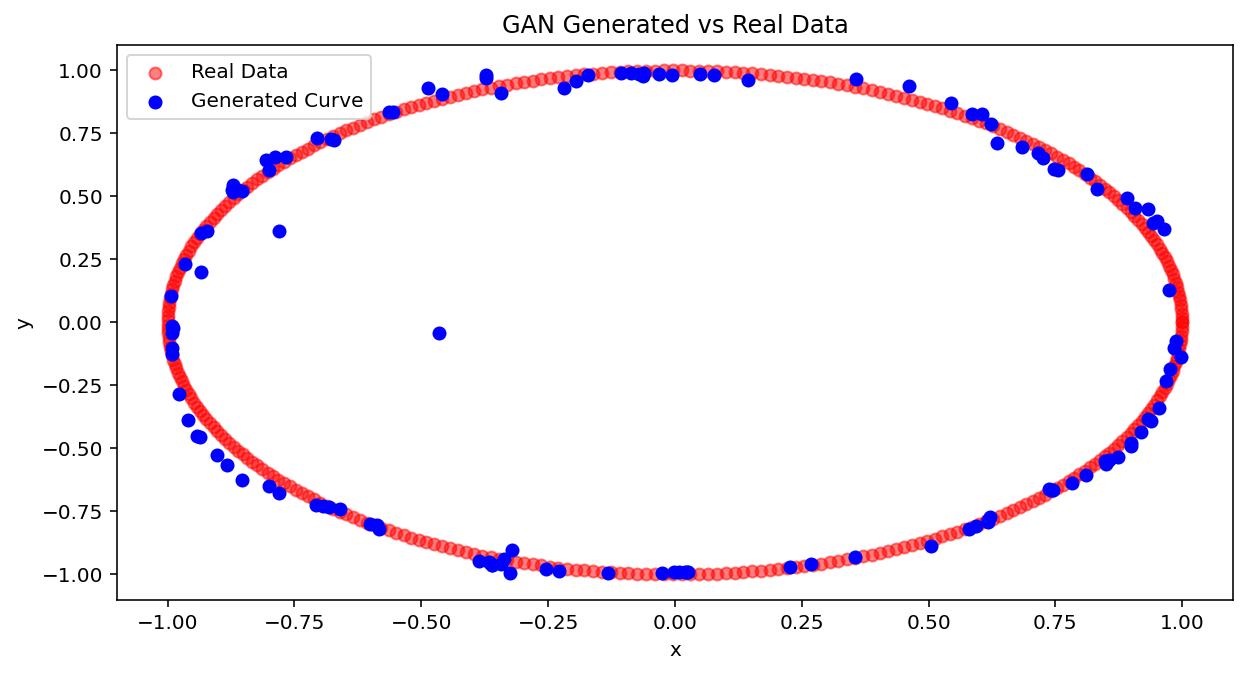 GAN Generated vs Real Data
Real Data
Generated Curve
1.00
0.75
0.50
0.25
0.00
−0.25
−0.50
−0.75
−1.00
y
−1.00 −0.75 −0.50 −0.25 0.00 0.25 0.50 0.75 1.00
x